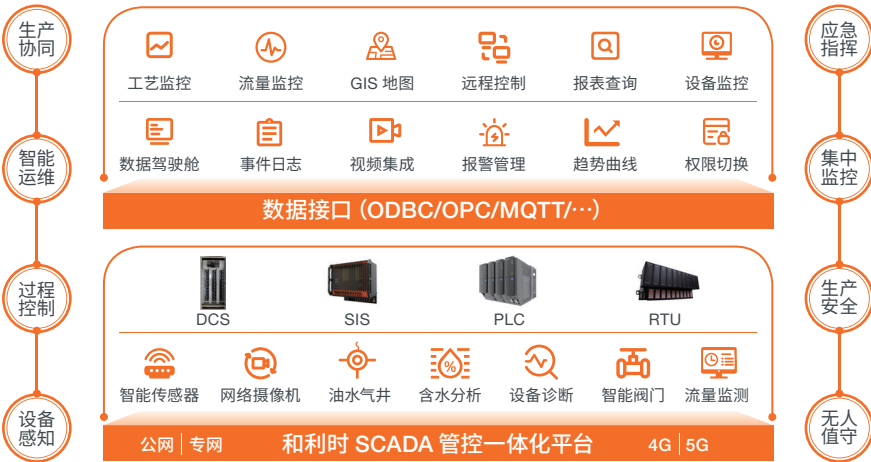 生产
协同
智能
运维
过程
控制
设备
感知
工艺监控 流量监控 GIS 地图 远程控制 报表查询 设备监控
数据驾驶舱 事件日志 视频集成 报警管理 趋势曲线 权限切换
数据接口 (ODBC/OPC/MQTT/···)
DCS SIS PLC RTU
智能传感器 网络摄像机 油水气井 含水分析 设备诊断 智能阀门 流量监测
公网 | 专网 和利时 SCADA 管控一体化平台 4G | 5G
应急
指挥
集中
监控
生产
安全
无人
值守